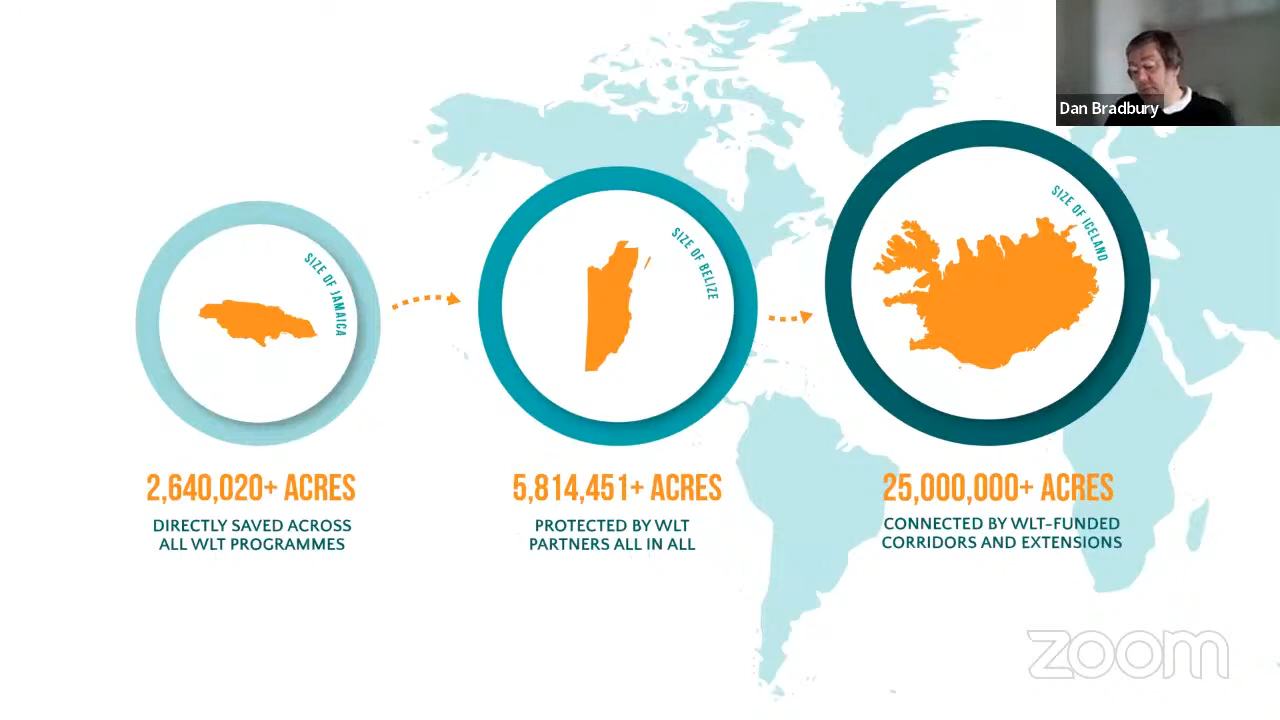 Dan Bradbury
SIZE OF JAMAICA
SIZE OF BELIZE
SIZE OF ICELAND
2,640,020+ ACRES
DIRECTLY SAVED ACROSS
ALL WLT PROGRAMMES
5,814,451+ ACRES
PROTECTED BY WLT
PARTNERS ALL IN ALL
25,000,000+ ACRES
CONNECTED BY WLT-FUNDED
CORRIDORS AND EXTENSIONS
zoom